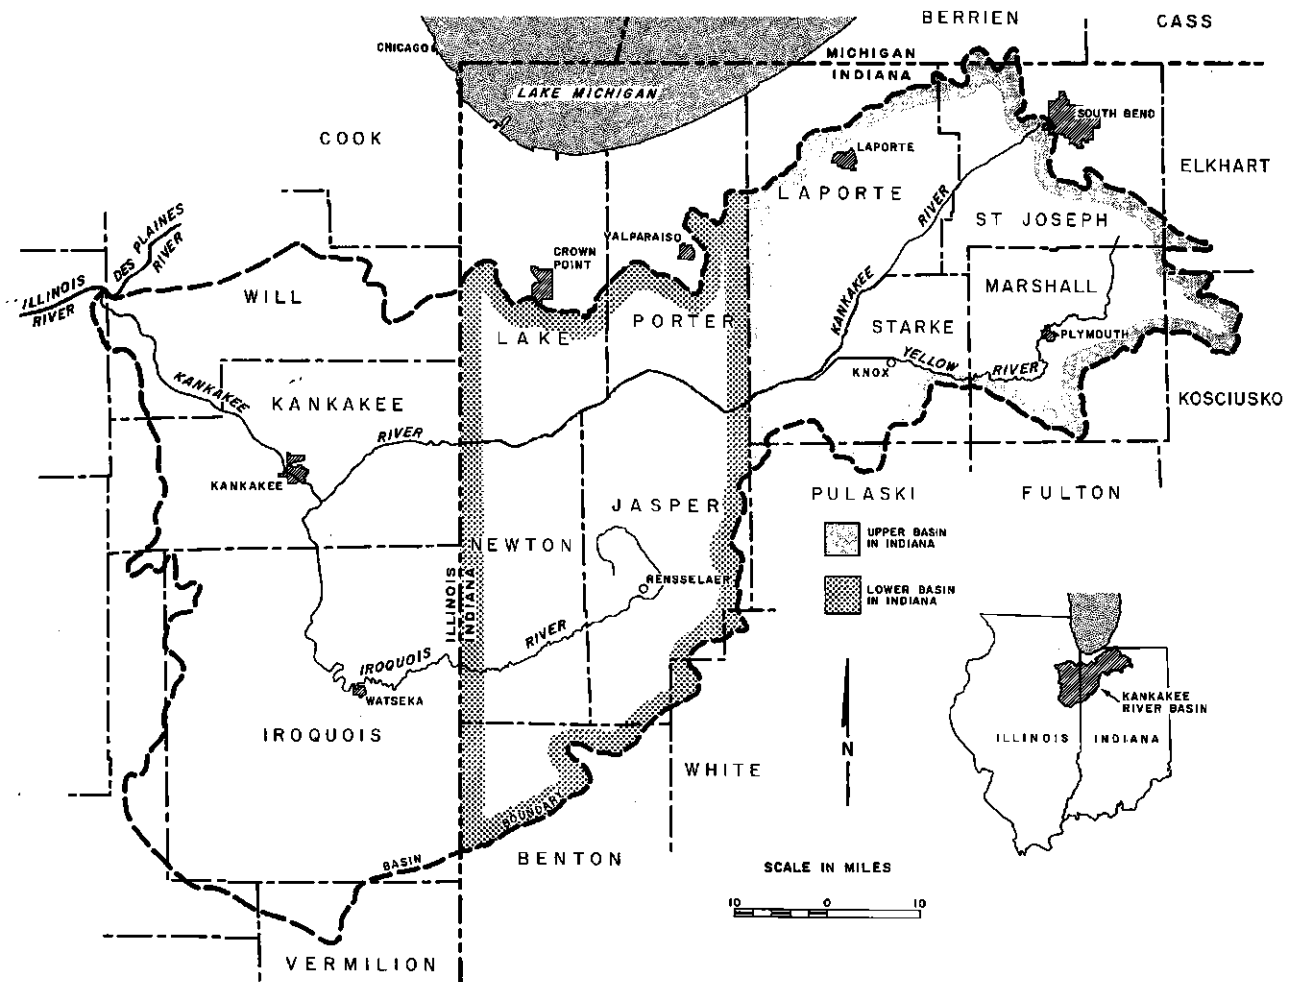 BERRIEN
CASS
CHICAGO
MICHIGAN
INDIANA
LAKE MICHIGAN
SOUTH BEND
COOK
LAPORTE
ELKHART
LAPORTE
RIVER
ST JOSEPH
DES PLAINES
RIVER
VALPARAISO
CROWN
POINT
ILLINOIS
RIVER
WILL
MARSHALL
KANKAKEE
PORTER
STARKE
LAKE
PLYMOUTH
YELLOW
RIVER
KNOX
KANKAKEE
KANKAKEE
KOSCIUSKO
RIVER
KANKAKEE
PULASKI
FULTON
JASPER
UPPER BASIN
IN INDIANA
NEWTON
RENSSELAER
LOWER BASIN
IN INDIANA
ILLINOIS
INDIANA
RIVER
IROQUOIS
WATSEKA
KANKAKEE
RIVER BASIN
IROQUOIS
ILLINOIS
INDIANA
N
WHITE
BOUNDARY
BASIN
BENTON
SCALE IN MILES
10 0 10
VERMILION